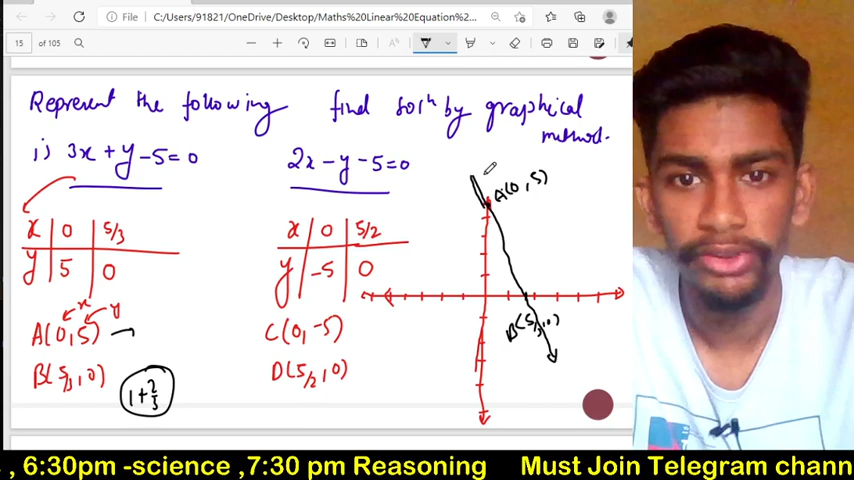 File
C:/Users/91821/OneDrive/Desktop/Maths%20Linear%20Equation%2...
15 of 105
Represent the following find solⁿ by graphical
method.
i) 3x + y - 5 = 0
2x - y - 5 = 0
x 0 5/3
y 5 0
x 0 5/2
y -5 0
x y
A(0, 5)
B(5/3, 0)
1 + 2/3
C(0, -5)
D(5/2, 0)
A(0, 5)
B(5/3, 0)
, 6:30pm -science ,7:30 pm Reasoning Must Join Telegram chann